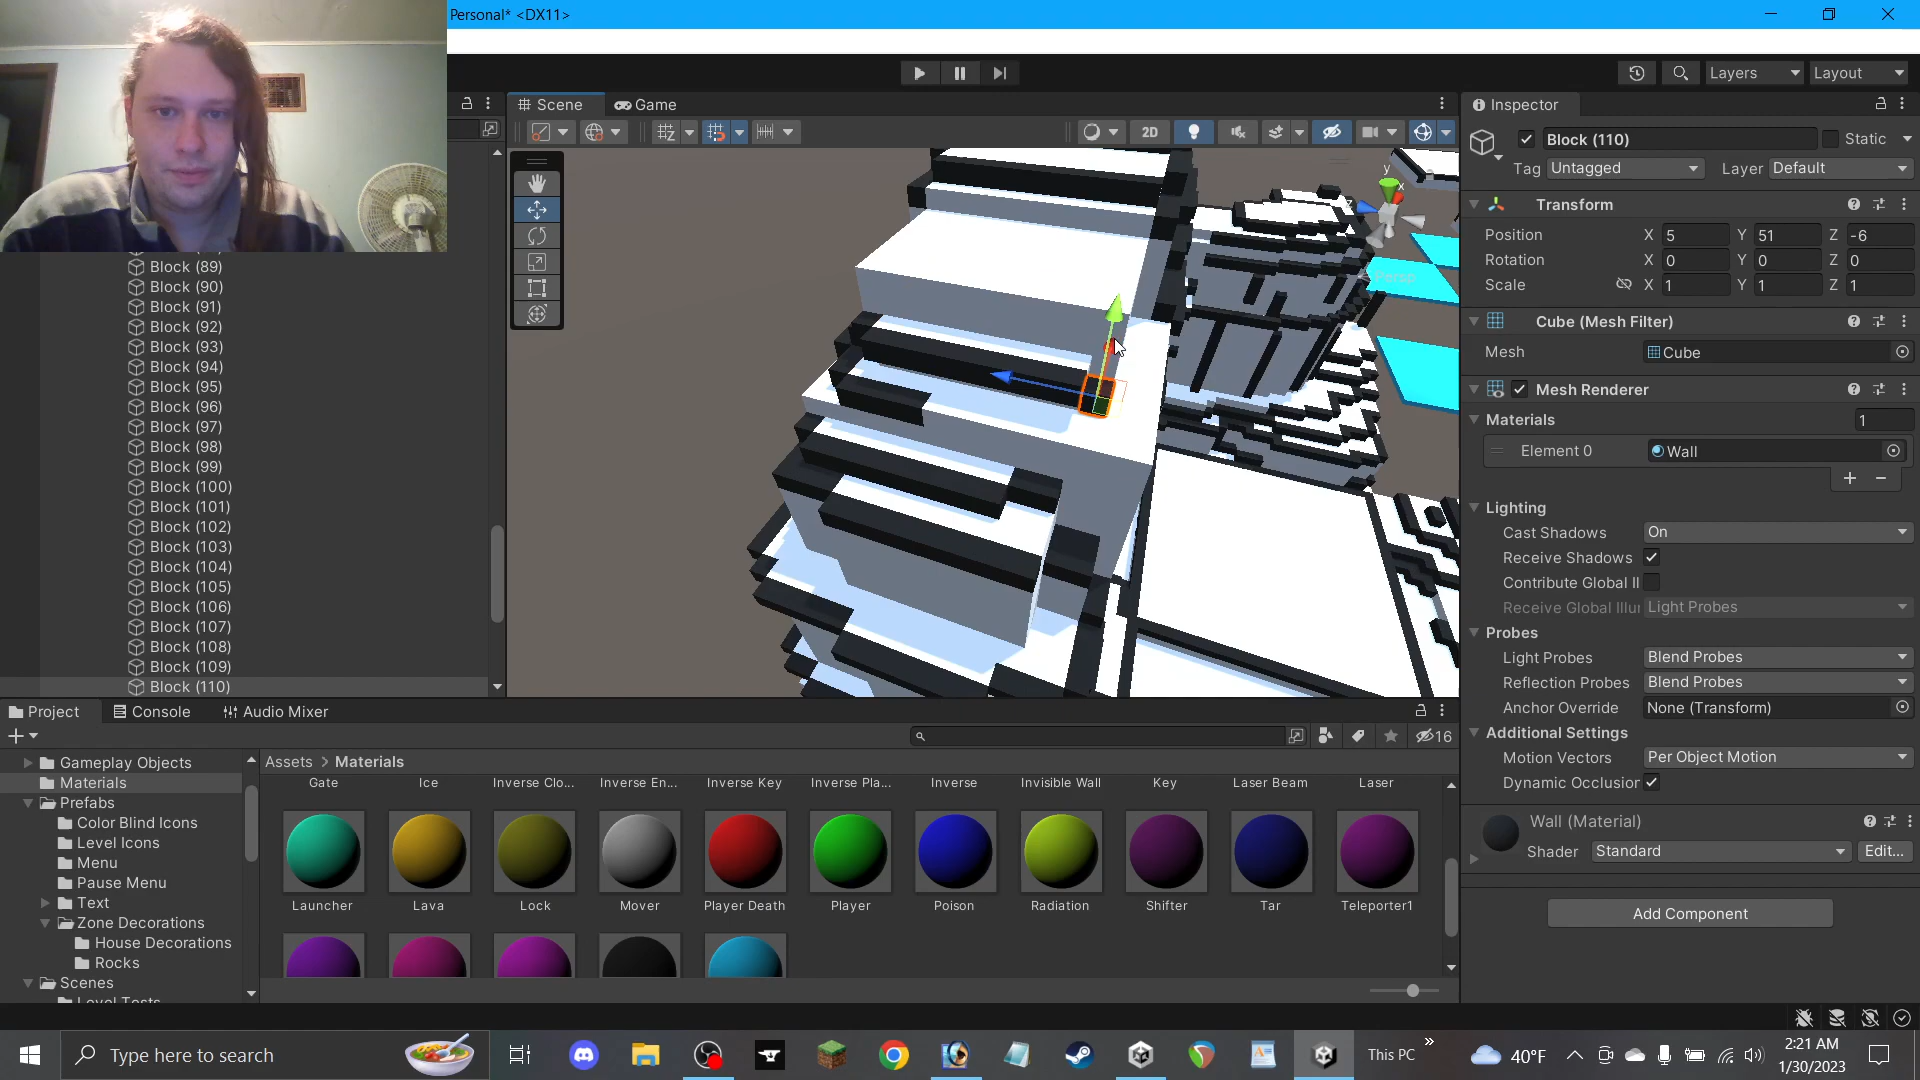 Personal* <DX11>
Layers
Layout
Scene
Game
2D
y
x
z
Persp
Inspector
Block (110)
Static
Tag Untagged
Layer Default
Transform
Position X 5 Y 51 Z -6
Rotation X 0 Y 0 Z 0
Scale X 1 Y 1 Z 1
Cube (Mesh Filter)
Mesh Cube
Mesh Renderer
Materials 1
Element 0 Wall
Lighting
Cast Shadows On
Receive Shadows
Contribute Global Il
Receive Global Illu Light Probes
Probes
Light Probes Blend Probes
Reflection Probes Blend Probes
Anchor Override None (Transform)
Additional Settings
Motion Vectors Per Object Motion
Dynamic Occlusion
Wall (Material)
Shader Standard Edit...
Add Component
Block (89)
Block (90)
Block (91)
Block (92)
Block (93)
Block (94)
Block (95)
Block (96)
Block (97)
Block (98)
Block (99)
Block (100)
Block (101)
Block (102)
Block (103)
Block (104)
Block (105)
Block (106)
Block (107)
Block (108)
Block (109)
Block (110)
Project
Console
Audio Mixer
16
Gameplay Objects
Materials
Prefabs
Color Blind Icons
Level Icons
Menu
Pause Menu
Text
Zone Decorations
House Decorations
Rocks
Scenes
Level Tests
Assets > Materials
Gate Ice Inverse Clo... Inverse En... Inverse Key Inverse Pla... Inverse Invisible Wall Key Laser Beam Laser
Launcher Lava Lock Mover Player Death Player Poison Radiation Shifter Tar Teleporter1
Type here to search
This PC
40°F
2:21 AM
1/30/2023